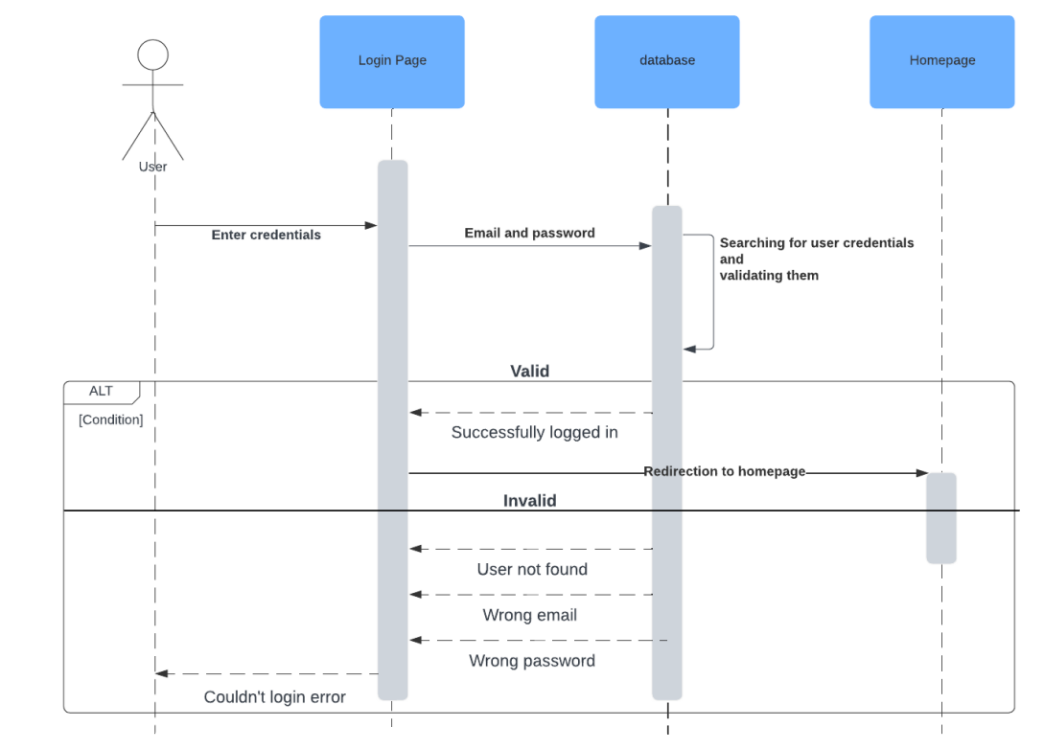 Login Page
database
Homepage
User
Enter credentials
Email and password
Searching for user credentials
and
validating them
Valid
ALT
[Condition]
Successfully logged in
Redirection to homepage
Invalid
User not found
Wrong email
Wrong password
Couldn't login error